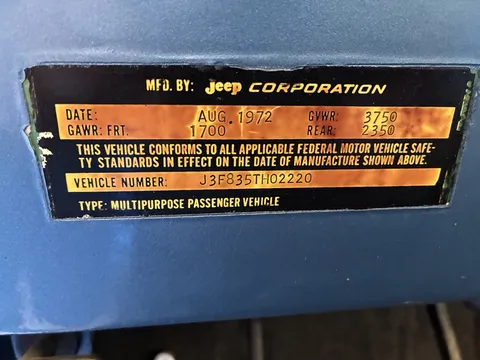 MFD. BY: Jeep CORPORATION
DATE: AUG. 1972 GVWR: 3750
GAWR: FRT. 1700 REAR: 2350
THIS VEHICLE CONFORMS TO ALL APPLICABLE FEDERAL MOTOR VEHICLE SAFE-
TY STANDARDS IN EFFECT ON THE DATE OF MANUFACTURE SHOWN ABOVE.
VEHICLE NUMBER: J3F835TH02220
TYPE: MULTIPURPOSE PASSENGER VEHICLE